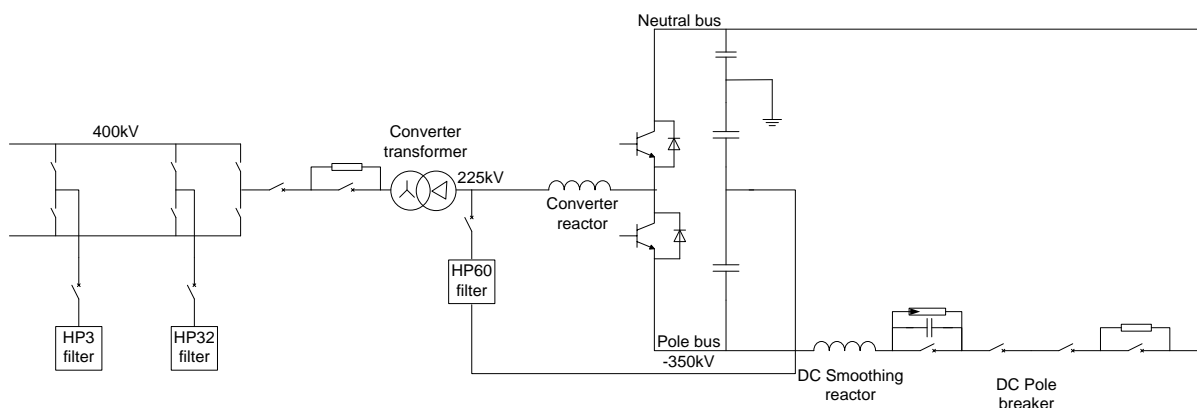 Neutral bus
400kV
Converter
transformer
225kV
Converter
reactor
HP60
filter
HP3
filter
HP32
filter
Pole bus
-350kV
DC Smoothing
reactor
DC Pole
breaker